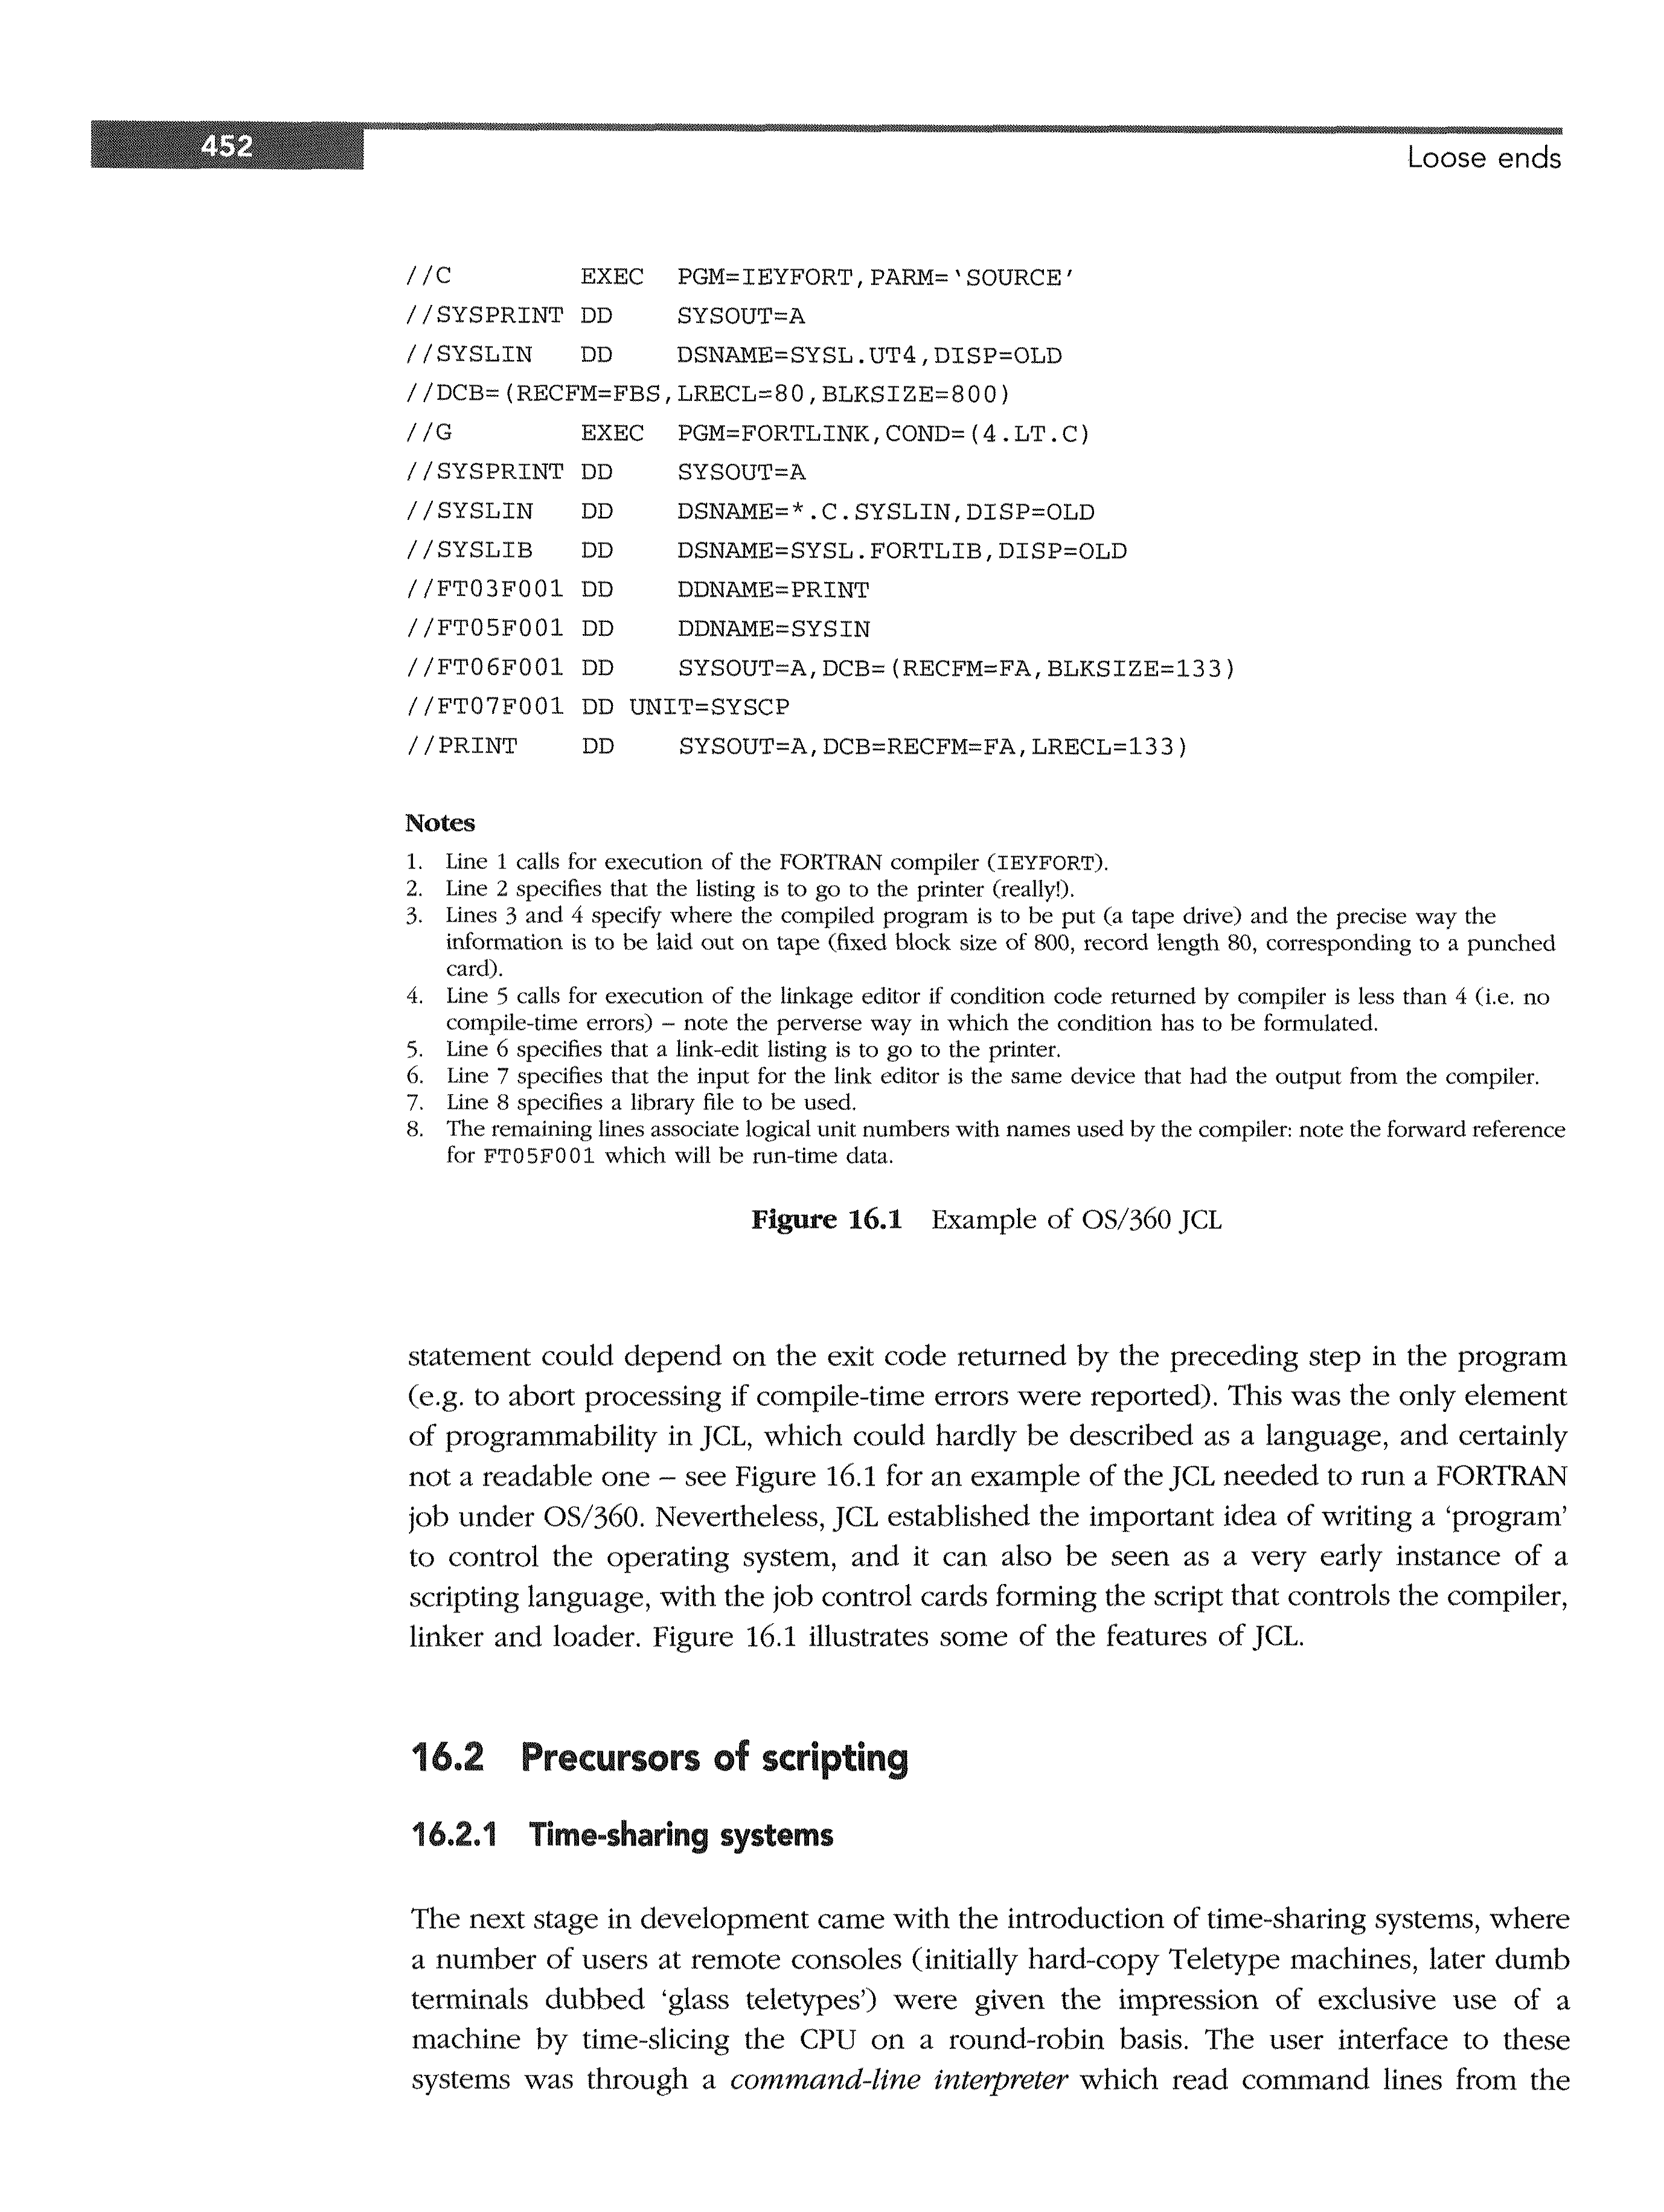 452
Loose ends
//C EXEC PGM=IEYFORT,PARM=‘SOURCE’
//SYSPRINT DD SYSOUT=A
//SYSLIN DD DSNAME=SYSL.UT4,DISP=OLD
//DCB=(RECFM=FBS,LRECL=80,BLKSIZE=800)
//G EXEC PGM=FORTLINK,COND=(4.LT.C)
//SYSPRINT DD SYSOUT=A
//SYSLIN DD DSNAME=*.C.SYSLIN,DISP=OLD
//SYSLIB DD DSNAME=SYSL.FORTLIB,DISP=OLD
//FT03F001 DD DDNAME=PRINT
//FT05F001 DD DDNAME=SYSIN
//FT06F001 DD SYSOUT=A,DCB=(RECFM=FA,BLKSIZE=133)
//FT07F001 DD UNIT=SYSCP
//PRINT DD SYSOUT=A,DCB=RECFM=FA,LRECL=133)
Notes
1. Line 1 calls for execution of the FORTRAN compiler (IEYFORT).
2. Line 2 specifies that the listing is to go to the printer (really!).
3. Lines 3 and 4 specify where the compiled program is to be put (a tape drive) and the precise way the
information is to be laid out on tape (fixed block size of 800, record length 80, corresponding to a punched
card).
4. Line 5 calls for execution of the linkage editor if condition code returned by compiler is less than 4 (i.e. no
compile-time errors) – note the perverse way in which the condition has to be formulated.
5. Line 6 specifies that a link-edit listing is to go to the printer.
6. Line 7 specifies that the input for the link editor is the same device that had the output from the compiler.
7. Line 8 specifies a library file to be used.
8. The remaining lines associate logical unit numbers with names used by the compiler: note the forward reference
for FT05F001 which will be run-time data.
Figure 16.1 Example of OS/360 JCL
statement could depend on the exit code returned by the preceding step in the program
(e.g. to abort processing if compile-time errors were reported). This was the only element
of programmability in JCL, which could hardly be described as a language, and certainly
not a readable one – see Figure 16.1 for an example of the JCL needed to run a FORTRAN
job under OS/360. Nevertheless, JCL established the important idea of writing a ‘program’
to control the operating system, and it can also be seen as a very early instance of a
scripting language, with the job control cards forming the script that controls the compiler,
linker and loader. Figure 16.1 illustrates some of the features of JCL.
16.2 Precursors of scripting
16.2.1 Time-sharing systems
The next stage in development came with the introduction of time-sharing systems, where
a number of users at remote consoles (initially hard-copy Teletype machines, later dumb
terminals dubbed ‘glass teletypes’) were given the impression of exclusive use of a
machine by time-slicing the CPU on a round-robin basis. The user interface to these
systems was through a command-line interpreter which read command lines from the